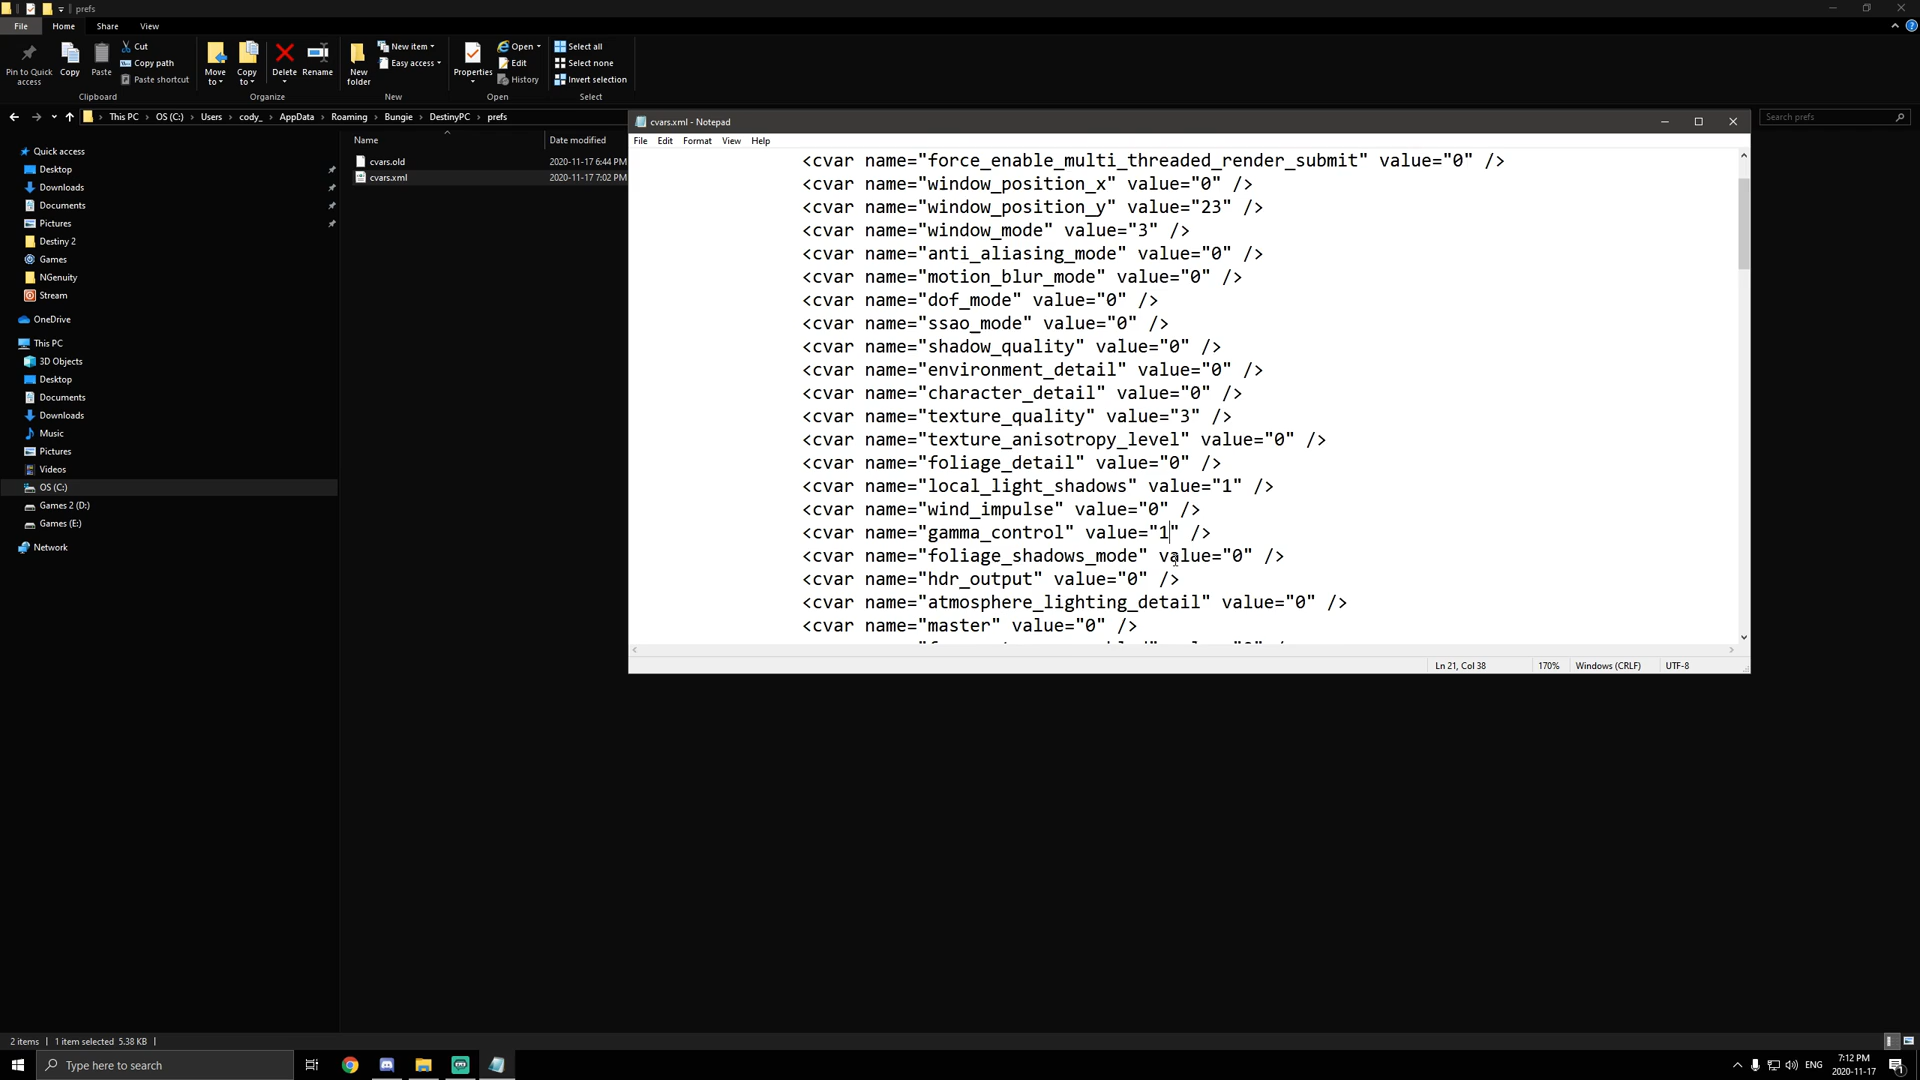 prefs
File Home Share View
Pin to Quick access
Copy
Paste
Cut
Copy path
Paste shortcut
Clipboard
Move to
Copy to
Delete
Rename
Organize
New folder
New item
Easy access
New
Properties
Open
Edit
History
Open
Select all
Select none
Invert selection
Select
This PC OS (C:) Users cody_ AppData Roaming Bungie DestinyPC prefs
Search prefs
Quick access
Desktop
Downloads
Documents
Pictures
Destiny 2
Games
NGenuity
Stream
OneDrive
This PC
3D Objects
Desktop
Documents
Downloads
Music
Pictures
Videos
OS (C:)
Games 2 (D:)
Games (E:)
Network
Name Date modified
cvars.old 2020-11-17 6:44 PM
cvars.xml 2020-11-17 7:02 PM
cvars.xml - Notepad
File Edit Format View Help
<cvar name="force_enable_multi_threaded_render_submit" value="0" />
<cvar name="window_position_x" value="0" />
<cvar name="window_position_y" value="23" />
<cvar name="window_mode" value="3" />
<cvar name="anti_aliasing_mode" value="0" />
<cvar name="motion_blur_mode" value="0" />
<cvar name="dof_mode" value="0" />
<cvar name="ssao_mode" value="0" />
<cvar name="shadow_quality" value="0" />
<cvar name="environment_detail" value="0" />
<cvar name="character_detail" value="0" />
<cvar name="texture_quality" value="3" />
<cvar name="texture_anisotropy_level" value="0" />
<cvar name="foliage_detail" value="0" />
<cvar name="local_light_shadows" value="1" />
<cvar name="wind_impulse" value="0" />
<cvar name="gamma_control" value="1" />
<cvar name="foliage_shadows_mode" value="0" />
<cvar name="hdr_output" value="0" />
<cvar name="atmosphere_lighting_detail" value="0" />
<cvar name="master" value="0" />
Ln 21, Col 38 170% Windows (CRLF) UTF-8
2 items 1 item selected 5.38 KB
Type here to search
ENG
7:12 PM
2020-11-17